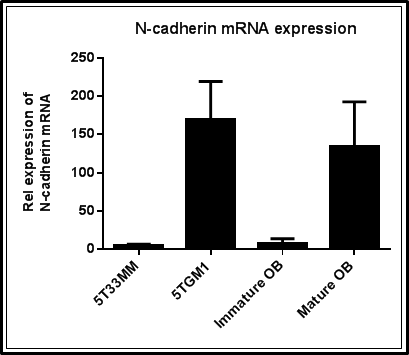 N-cadherin mRNA expression
Rel expression of
N-cadherin mRNA
250
200
150
100
50
0
5T33MM
5TGM1
Immature OB
Mature OB